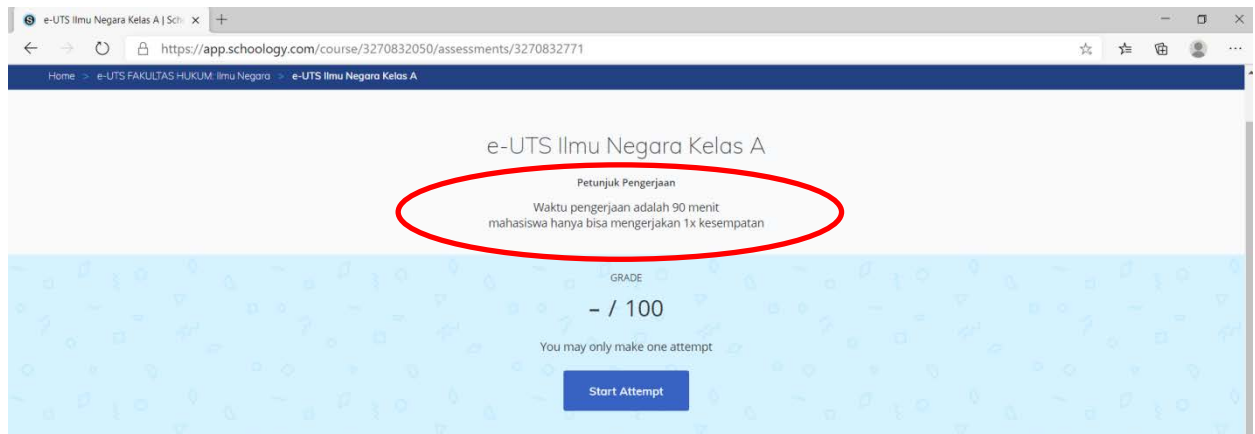 e-UTS Ilmu Negara Kelas A | Sch
https://app.schoology.com/course/3270832050/assessments/3270832771
Home > e-UTS FAKULTAS HUKUM: Ilmu Negara > e-UTS Ilmu Negara Kelas A
e-UTS Ilmu Negara Kelas A
Petunjuk Pengerjaan
Waktu pengerjaan adalah 90 menit
mahasiswa hanya bisa mengerjakan 1x kesempatan
GRADE
– / 100
You may only make one attempt
Start Attempt